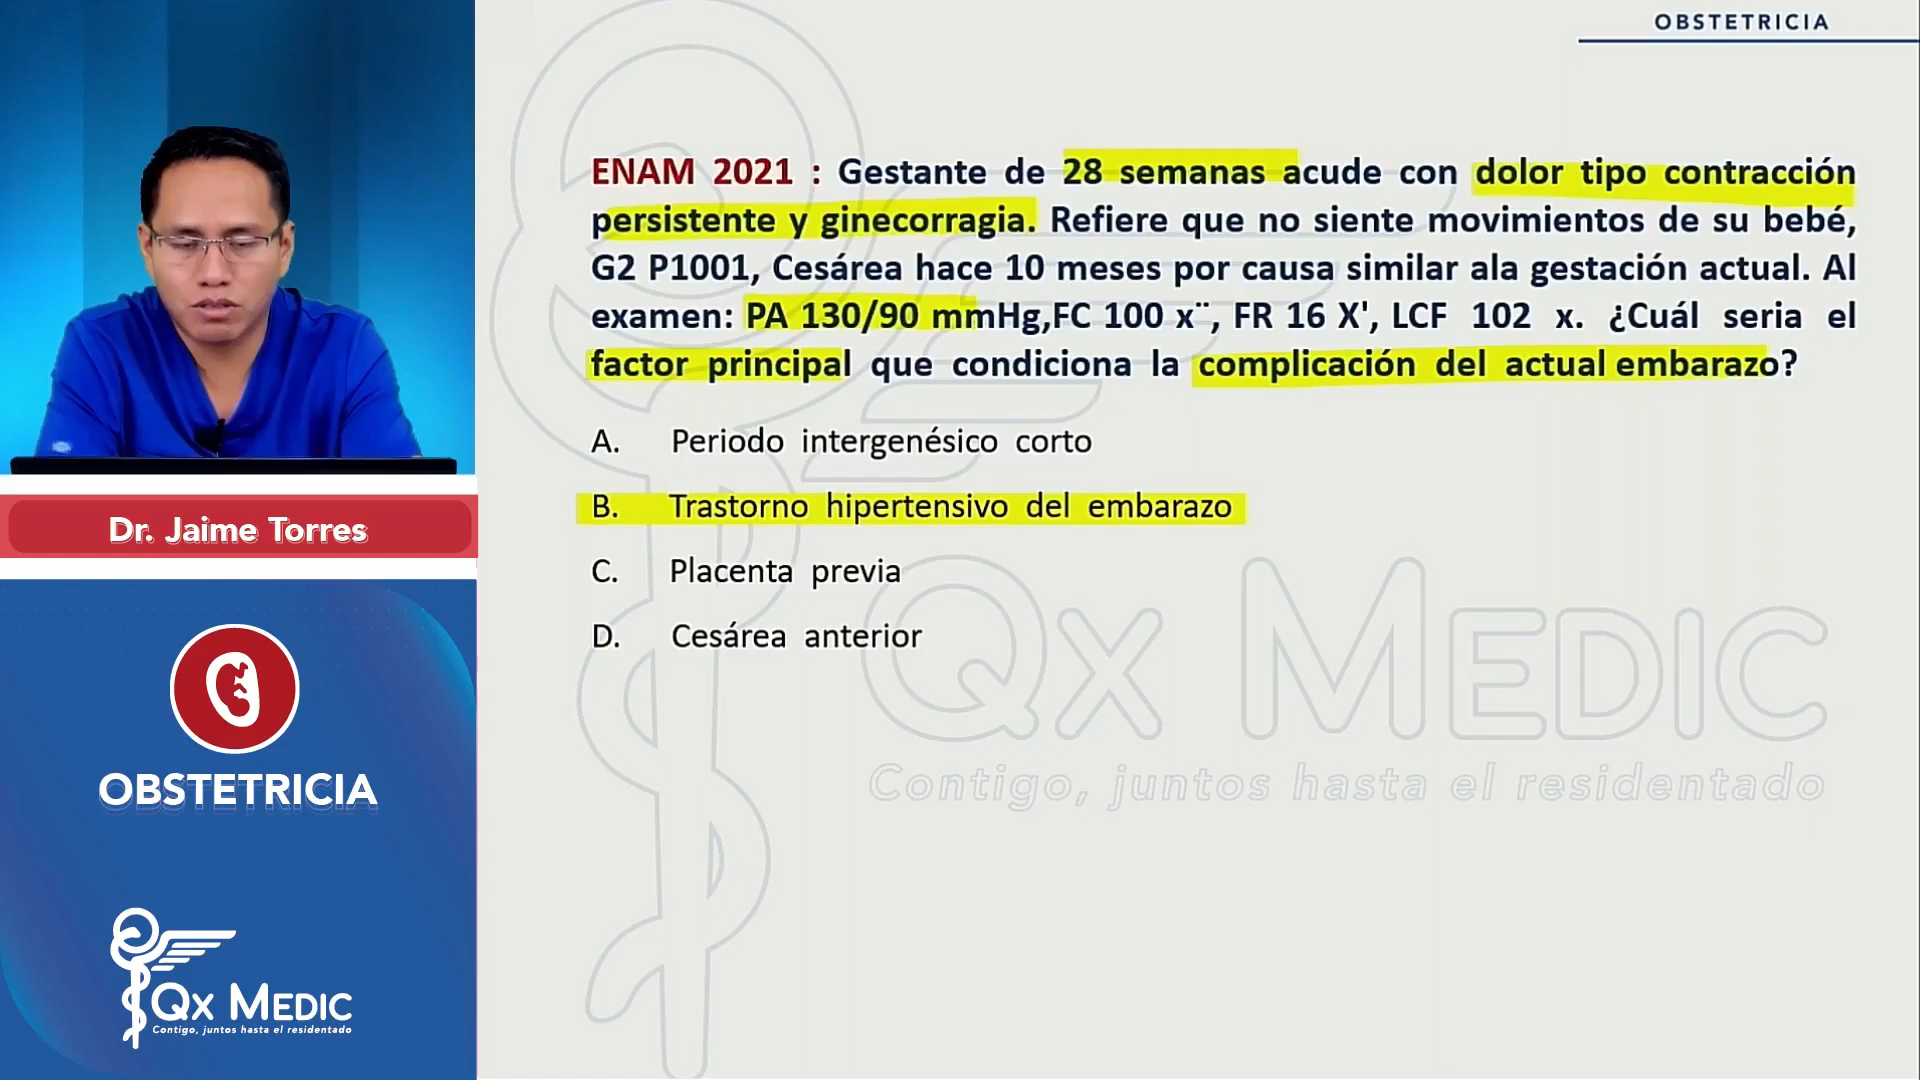 OBSTETRICIA
ENAM 2021 : Gestante de 28 semanas acude con dolor tipo contracción
persistente y ginecorragia. Refiere que no siente movimientos de su bebé,
G2 P1001, Cesárea hace 10 meses por causa similar ala gestación actual. Al
examen: PA 130/90 mmHg,FC 100 x¨, FR 16 X', LCF 102 x. ¿Cuál seria el
factor principal que condiciona la complicación del actual embarazo?
A. Periodo intergenésico corto
B. Trastorno hipertensivo del embarazo
C. Placenta previa
D. Cesárea anterior
Qx MEDIC
Contigo, juntos hasta el residentado
Dr. Jaime Torres
OBSTETRICIA
Qx MEDIC
Contigo, juntos hasta el residentado